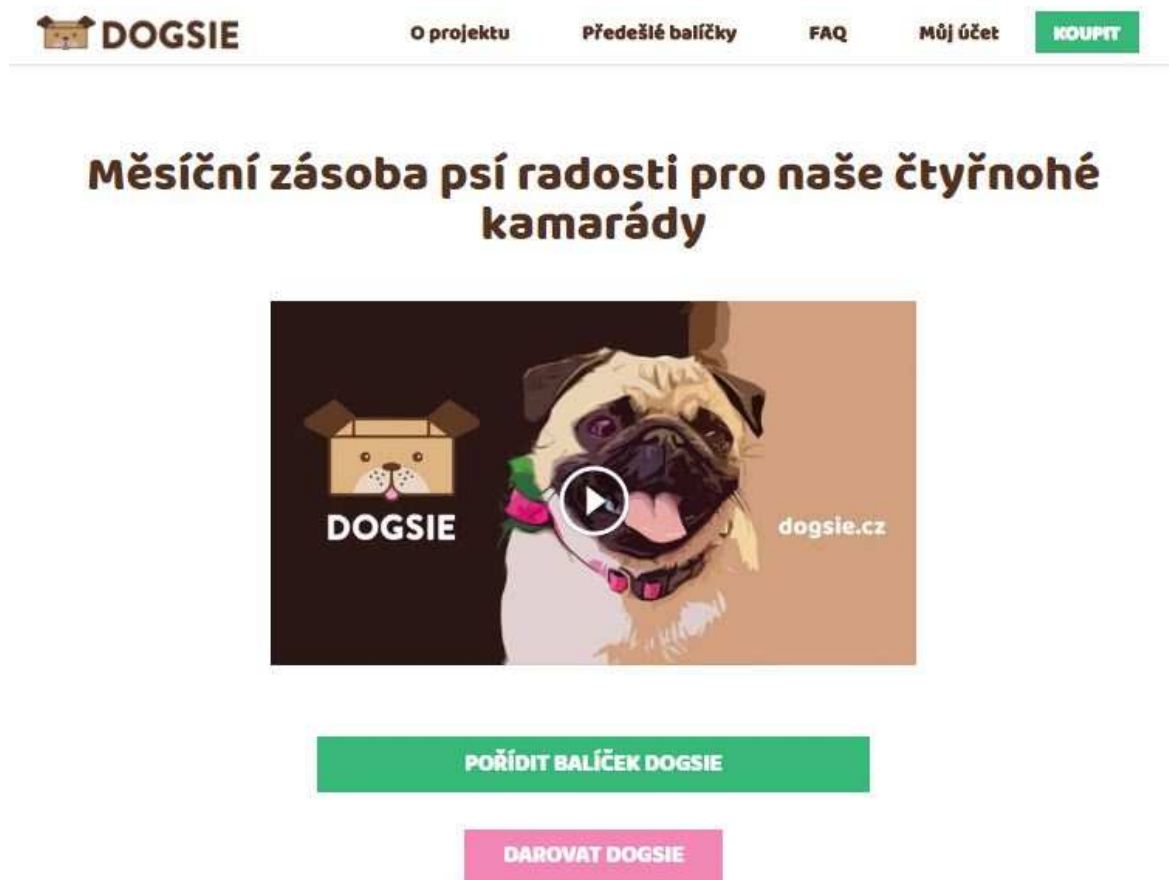 DOGSIE
O projektu
Předešlé balíčky
FAQ
Můj účet
KOUPIT
Měsíční zásoba psí radosti pro naše čtyřnohé
kamarády
DOGSIE
dogsie.cz
POŘÍDIT BALÍČEK DOGSIE
DAROVAT DOGSIE